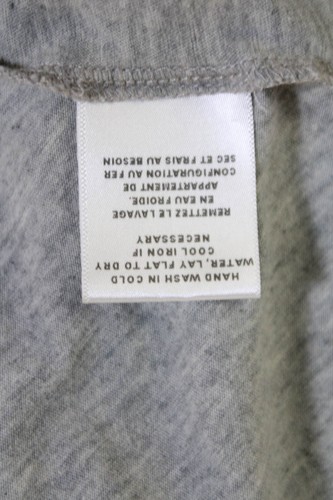 HAND WASH IN COLD
WATER, LAY FLAT TO DRY
COOL IRON IF
NECESSARY
REMETTEZ LE LAVAGE
EN EAU FROIDE.
APPARTEMENT DE
CONFIGURATION AU FER
SEC ET FRAIS AU BESOIN